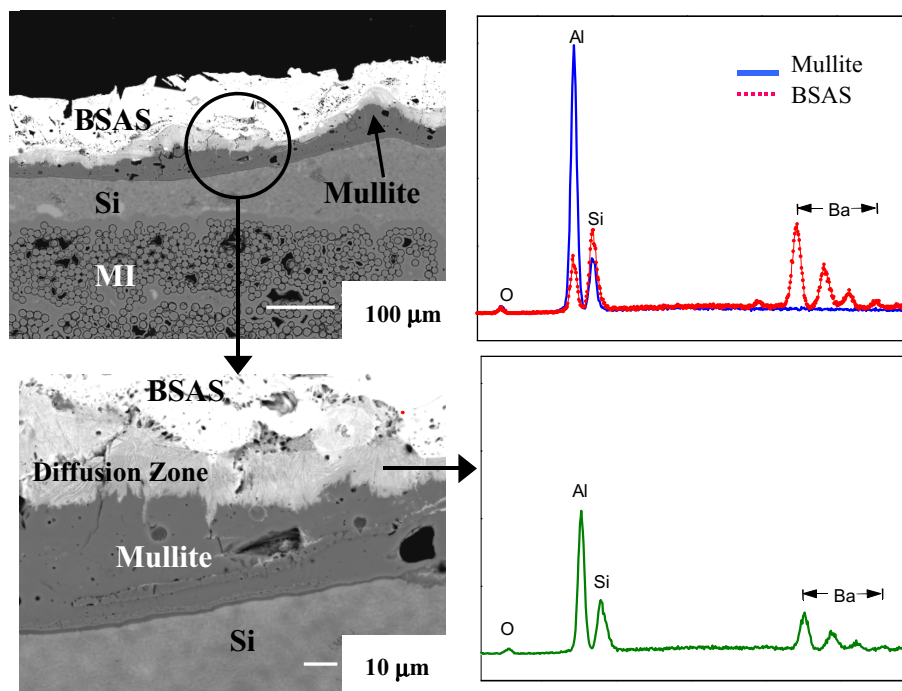 BSAS
Mullite
Si
MI
100 μm
Al
Mullite
BSAS
Si
Ba
O
BSAS
Diffusion Zone
Mullite
Si
10 μm
Al
Si
Ba
O